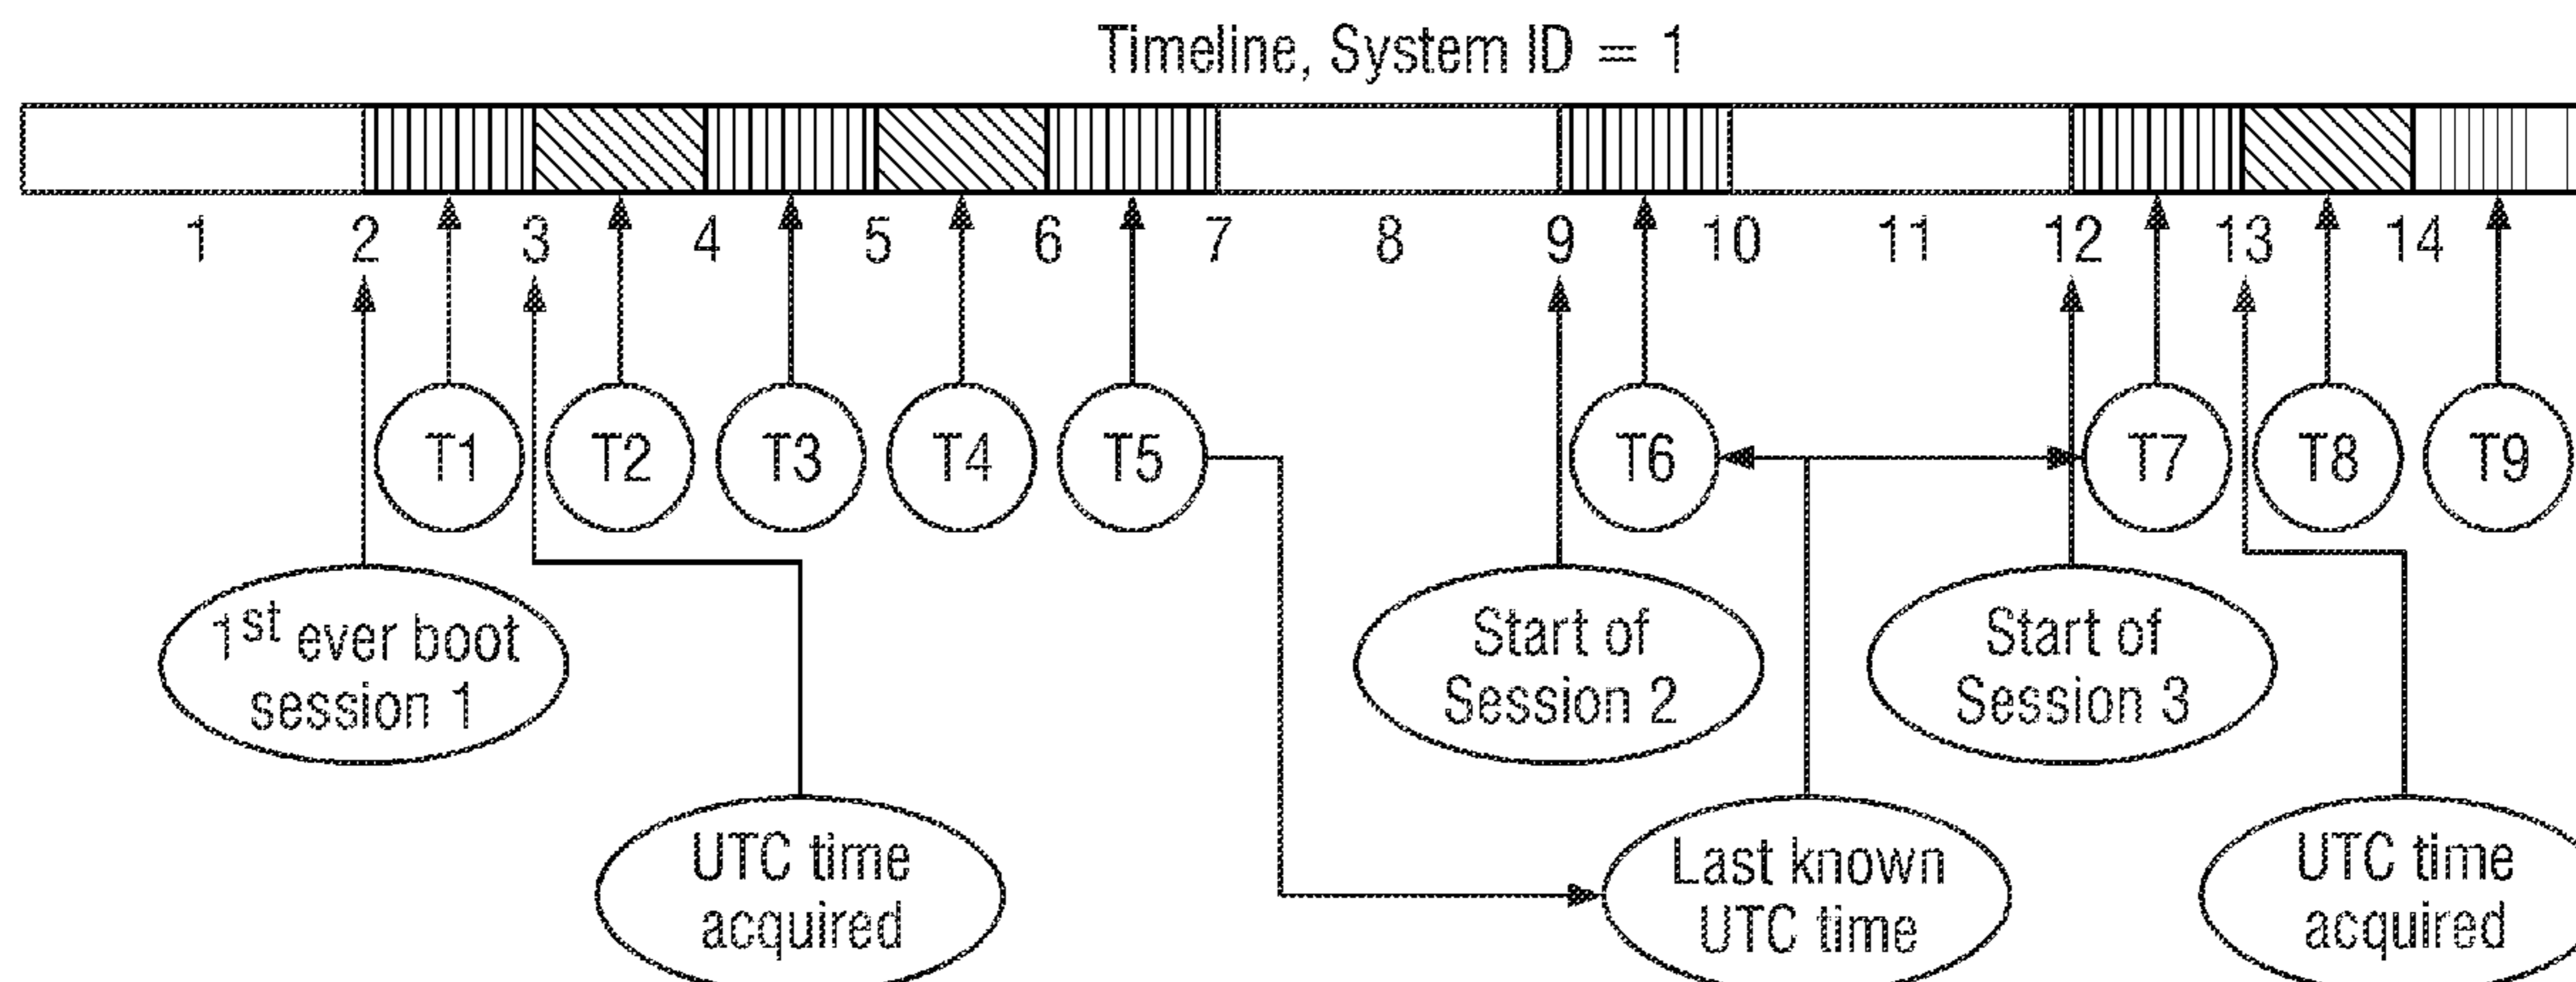 Timeline, System ID = 1
1 2 3 4 5 6 7 8 9 10 11 12 13 14
T1 T2 T3 T4 T5 T6 T7 T8 T9
1st ever boot
session 1
Start of
Session 2
Start of
Session 3
UTC time
acquired
Last known
UTC time
UTC time
acquired